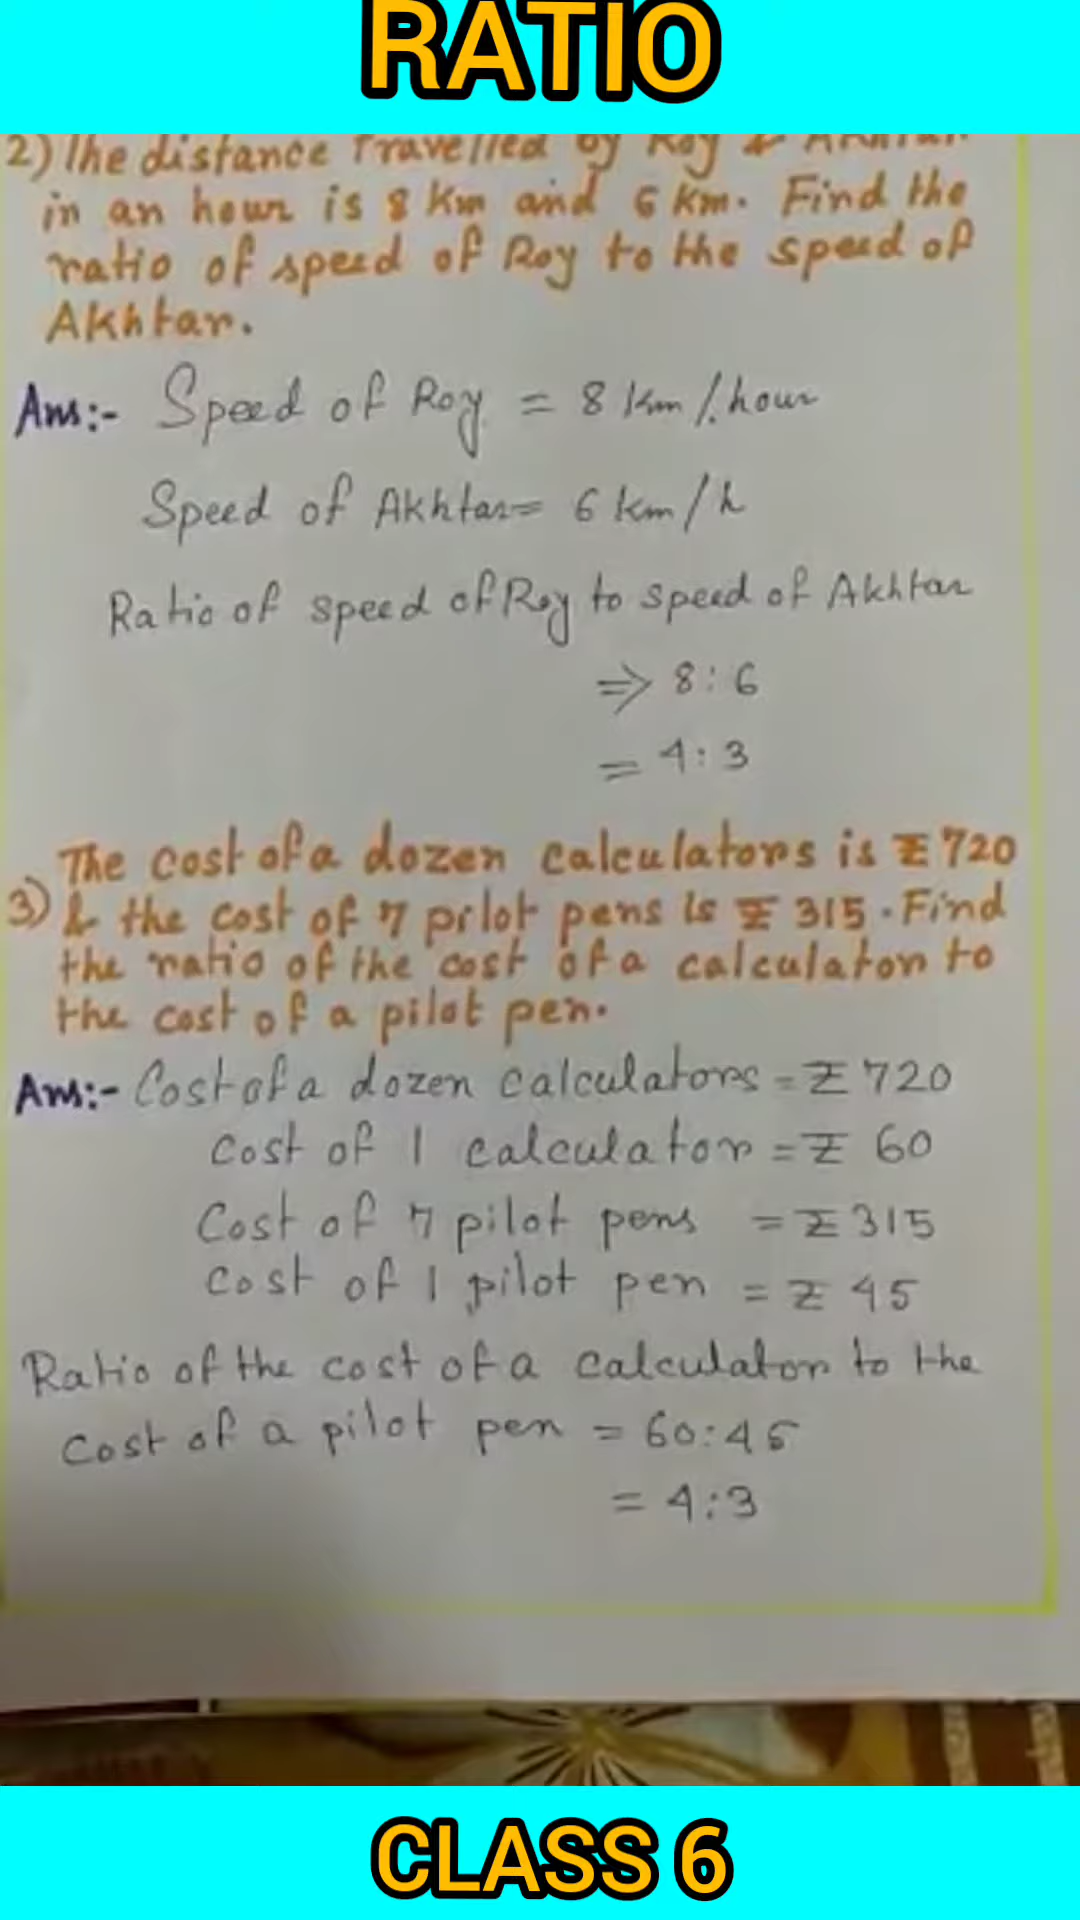 RATIO
2) The distance Travelled by Roy & Akhtar
in an hour is 8 Km and 6 km. Find the
ratio of speed of Roy to the speed of
Akhtar.
Ans:- Speed of Roy = 8 km/hour
Speed of Akhtar= 6 km/h
Ratio of speed of Roy to speed of Akhtar
⇒ 8:6
= 4:3
The cost of a dozen calculators is ₹720
3) & the cost of 7 pilot pens is ₹ 315. Find
the ratio of the cost of a calculator to
the cost of a pilot pen.
Ans:- Cost of a dozen calculators = ₹720
Cost of 1 calculator = ₹ 60
Cost of 7 pilot pens = ₹315
Cost of 1 pilot pen = ₹ 45
Ratio of the cost of a calculator to the
cost of a pilot pen = 60:45
= 4:3
CLASS 6